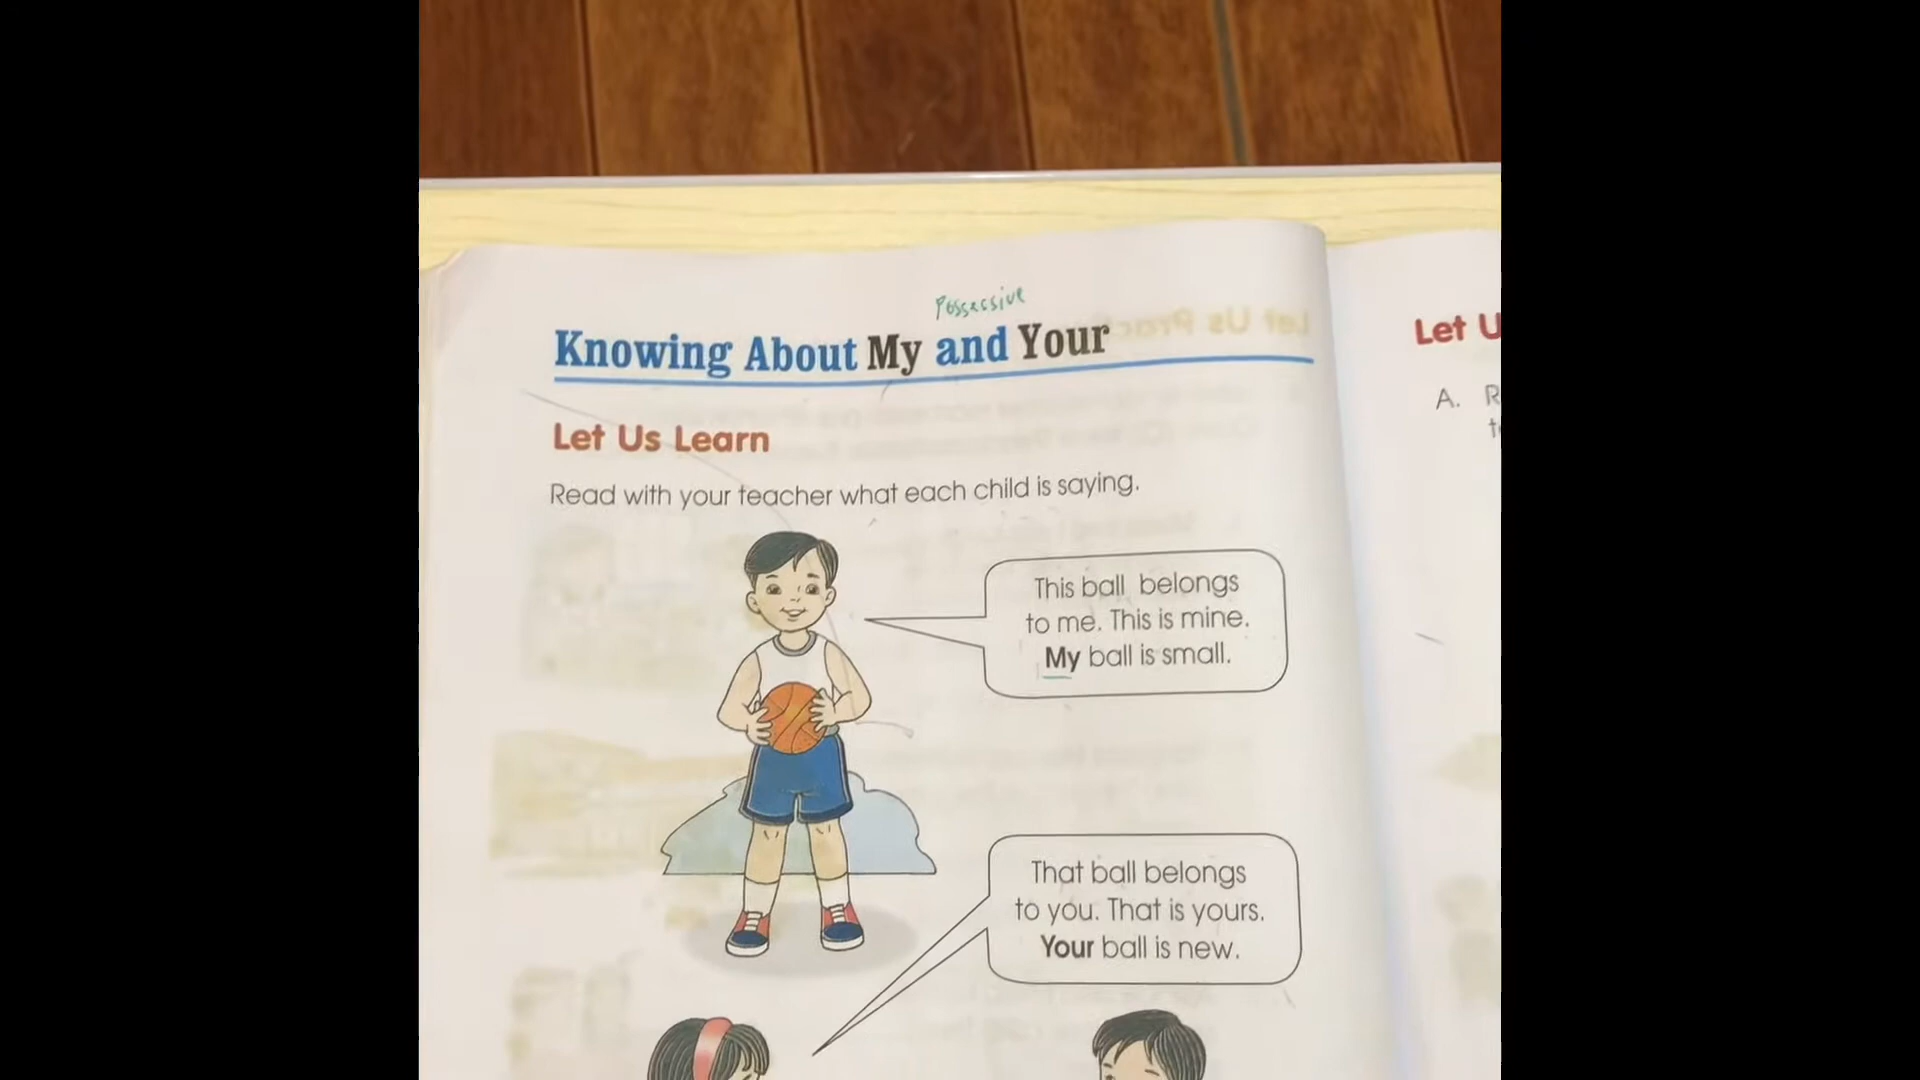 Possessive
Knowing About My and Your
Let Us Learn
Read with your teacher what each child is saying.
This ball belongs
to me. This is mine.
My ball is small.
That ball belongs
to you. That is yours.
Your ball is new.
Let U
A. R
t